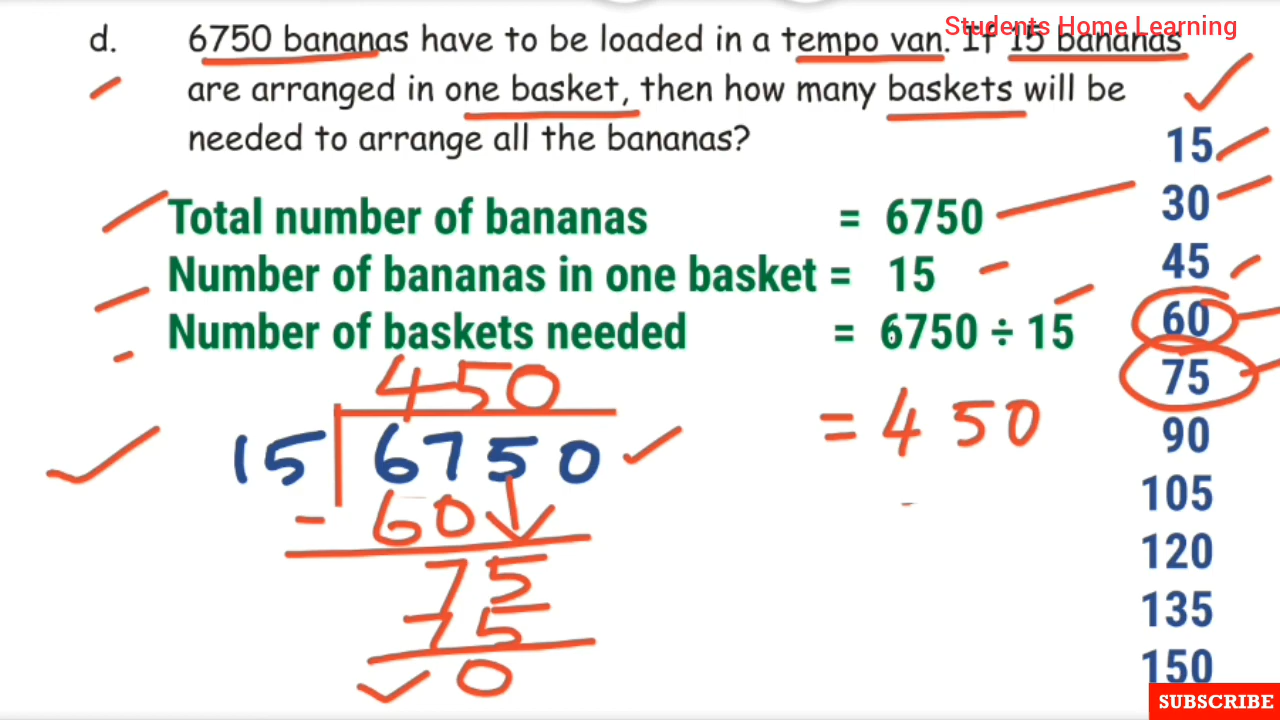 Students Home Learning
d. 6750 bananas have to be loaded in a tempo van. If 15 bananas
are arranged in one basket, then how many baskets will be
needed to arrange all the bananas?
Total number of bananas = 6750
Number of bananas in one basket = 15
Number of baskets needed = 6750 ÷ 15
= 450
450
15 6750
- 60
75
- 75
0
15
30
45
60
75
90
105
120
135
150
SUBSCRIBE